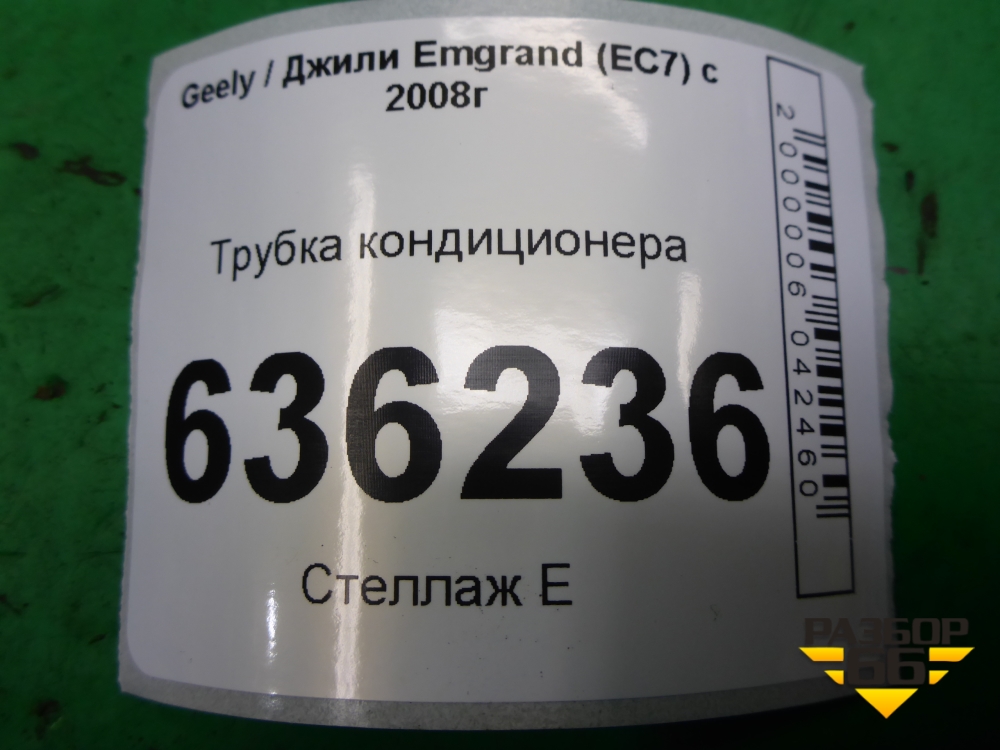 Geely / Джили Emgrand (EC7) с
2008г
Трубка кондиционера
636236
Стеллаж Е
2000006042460
РАЗБОР
66